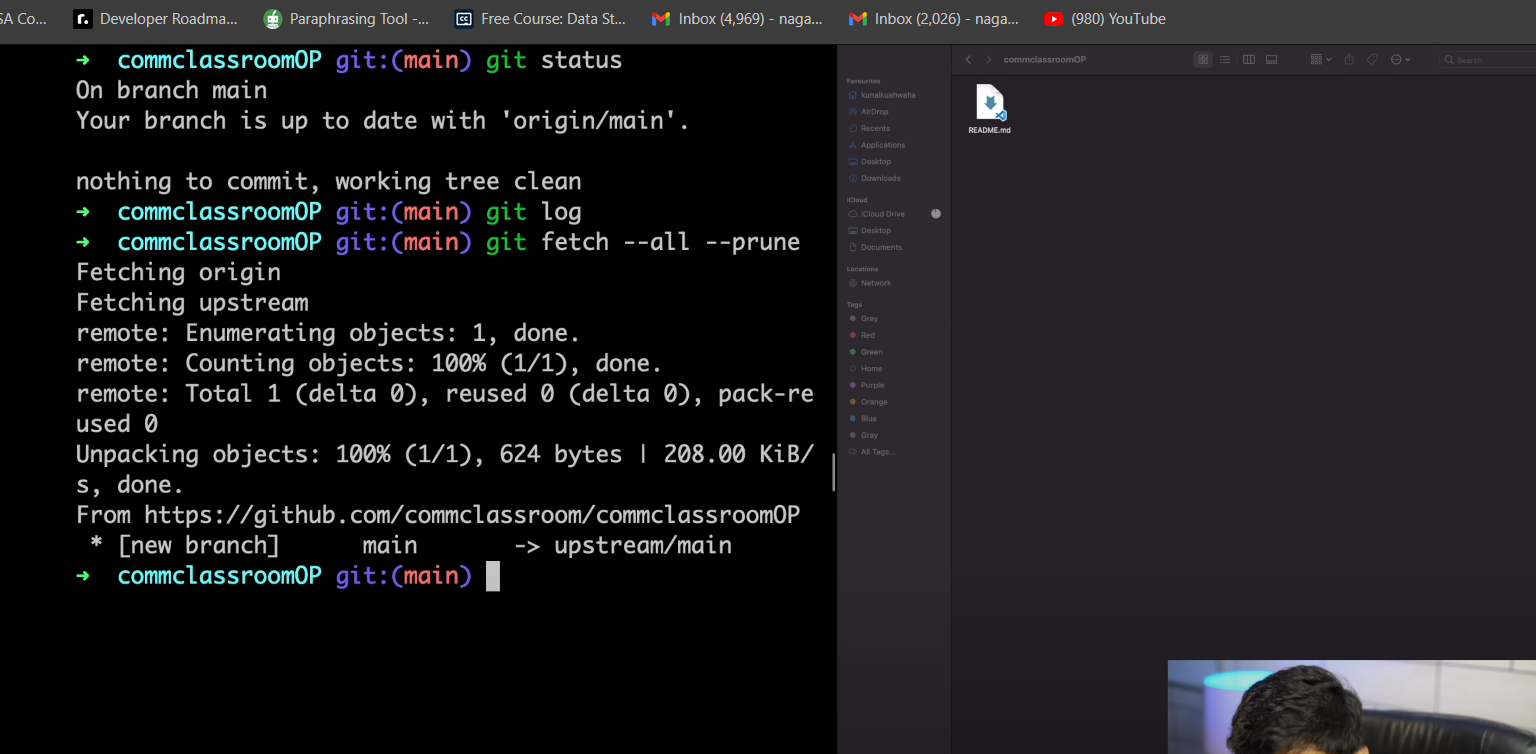 SA Co...
Developer Roadma...
Paraphrasing Tool -...
Free Course: Data St...
Inbox (4,969) - naga...
Inbox (2,026) - naga...
(980) YouTube
➜ commclassroomOP git:(main) git status
On branch main
Your branch is up to date with 'origin/main'.
nothing to commit, working tree clean
➜ commclassroomOP git:(main) git log
➜ commclassroomOP git:(main) git fetch --all --prune
Fetching origin
Fetching upstream
remote: Enumerating objects: 1, done.
remote: Counting objects: 100% (1/1), done.
remote: Total 1 (delta 0), reused 0 (delta 0), pack-re
used 0
Unpacking objects: 100% (1/1), 624 bytes | 208.00 KiB/
s, done.
From https://github.com/commclassroom/commclassroomOP
* [new branch] main -> upstream/main
➜ commclassroomOP git:(main)
commclassroomOP
Search
Favourites
kunalkushwaha
AirDrop
Recents
Applications
Desktop
Downloads
iCloud
iCloud Drive
Desktop
Documents
Locations
Network
Tags
Grey
Red
Green
Home
Purple
Orange
Blue
Gray
All Tags...
README.md